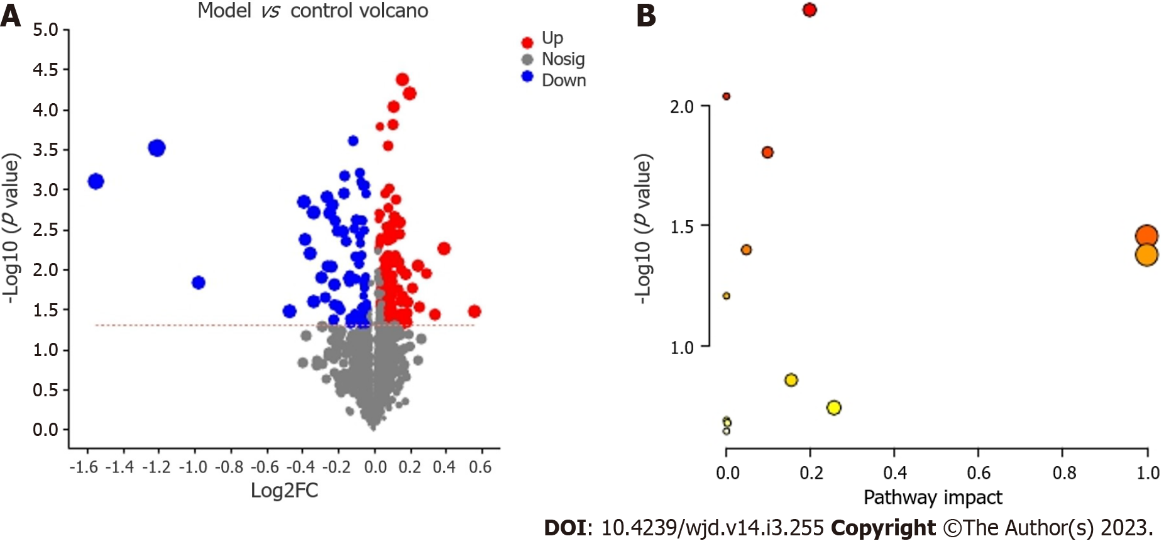 A
Model vs control volcano
Up
Nosig
Down
-Log10 (P value)
5.0
4.5
4.0
3.5
3.0
2.5
2.0
1.5
1.0
0.5
0.0
-1.6 -1.4 -1.2 -1.0 -0.8 -0.6 -0.4 -0.2 0.0 0.2 0.4 0.6
Log2FC
B
-Log10 (P value)
2.0
1.5
1.0
0.0 0.2 0.4 0.6 0.8 1.0
Pathway impact
DOI: 10.4239/wjd.v14.i3.255 Copyright ©The Author(s) 2023.